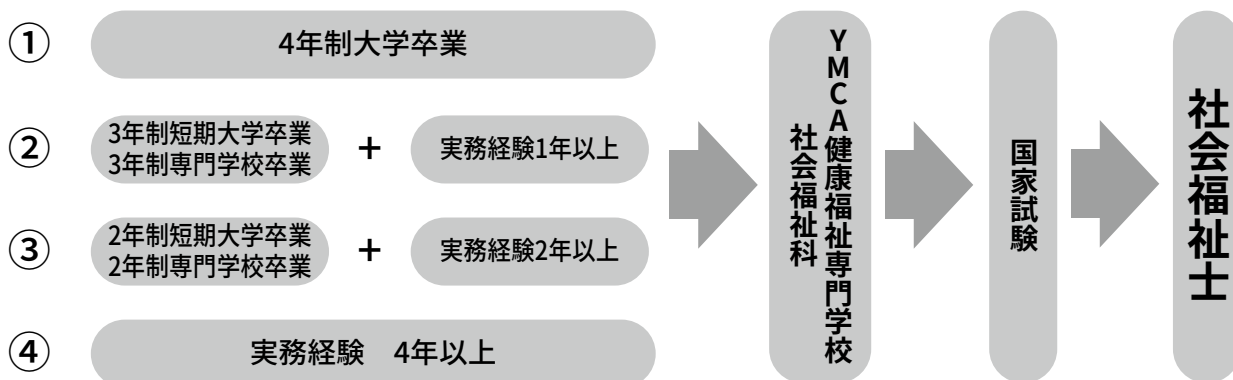 ①
4年制大学卒業
②
3年制短期大学卒業
3年制専門学校卒業
+
実務経験1年以上
③
2年制短期大学卒業
2年制専門学校卒業
+
実務経験2年以上
④
実務経験　4年以上
YMCA健康福祉専門学校
社会福祉科
国家試験
社会福祉士